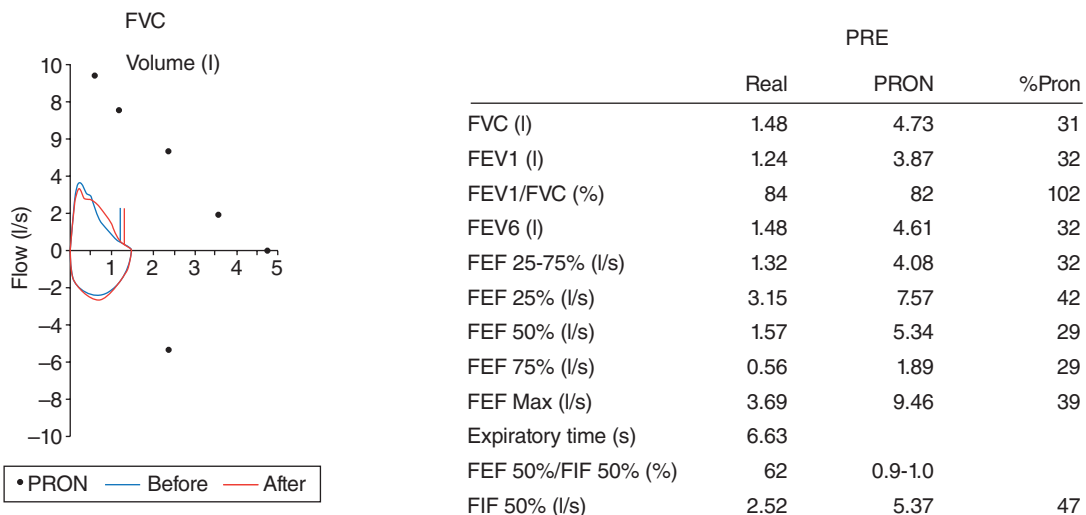 FVC
Volume (l)
10
8
9
4
2
0
–2
–4
–6
–8
–10
1 2 3 4 5
Flow (l/s)
PRON Before After
PRE
Real PRON %Pron
FVC (l) 1.48 4.73 31
FEV1 (l) 1.24 3.87 32
FEV1/FVC (%) 84 82 102
FEV6 (l) 1.48 4.61 32
FEF 25-75% (l/s) 1.32 4.08 32
FEF 25% (l/s) 3.15 7.57 42
FEF 50% (l/s) 1.57 5.34 29
FEF 75% (l/s) 0.56 1.89 29
FEF Max (l/s) 3.69 9.46 39
Expiratory time (s) 6.63
FEF 50%/FIF 50% (%) 62 0.9-1.0
FIF 50% (l/s) 2.52 5.37 47